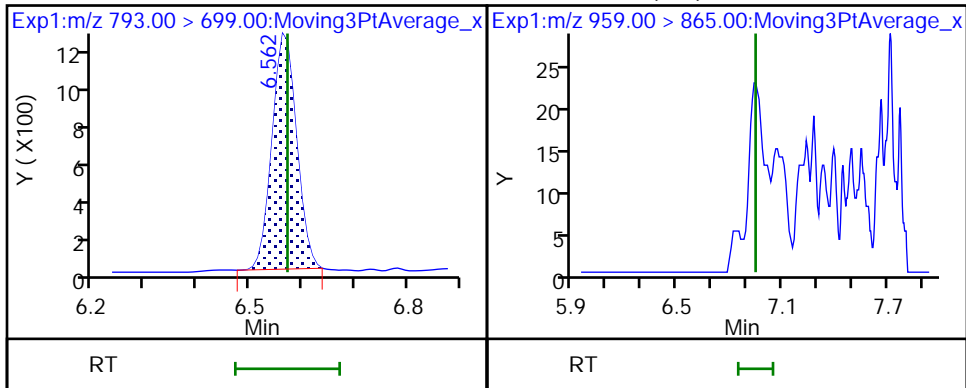 Exp1:m/z 793.00 > 699.00:Moving3PtAverage_x
6.562
Y ( X100)
12
10
8
6
4
2
0
6.2 6.5 6.8
Min
RT
Exp1:m/z 959.00 > 865.00:Moving3PtAverage_x
Y
25
20
15
10
5
0
5.9 6.5 7.1 7.7
Min
RT